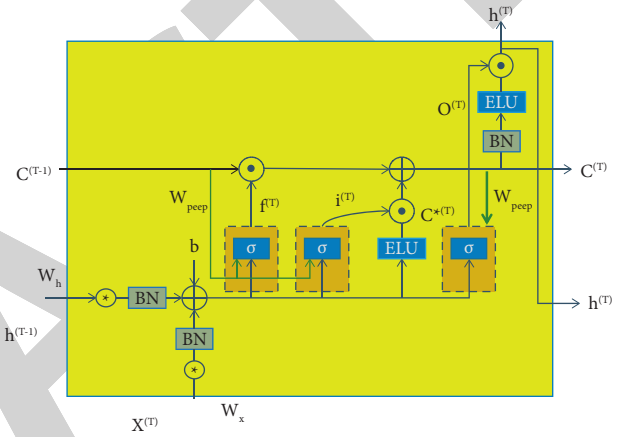 h^(T)
ELU
O^(T)
BN
C^(T-1)
C^(T)
W_peep
f^(T)
i^(T)
C*^(T)
W_peep
b
σ
σ
ELU
σ
W_h
*
BN
h^(T-1)
h^(T)
BN
*
W_x
X^(T)